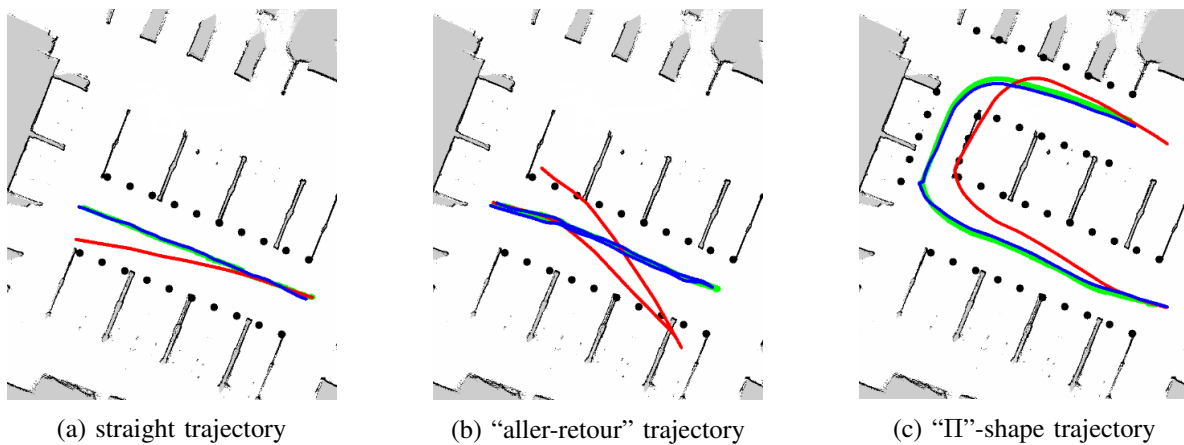 (a) straight trajectory
(b) “aller-retour” trajectory
(c) “Π”-shape trajectory